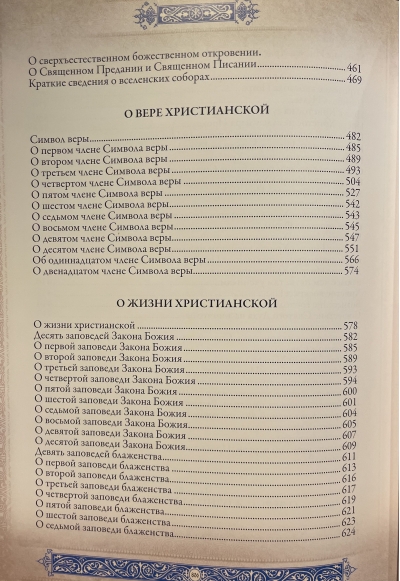 О сверхъестественном божественном откровении.
О Священном Предании и Священном Писании 461
Краткие сведения о вселенских соборах 469
О ВЕРЕ ХРИСТИАНСКОЙ
Символ веры 482
О первом члене Символа веры 485
О втором члене Символа веры 489
О третьем члене Символа веры 493
О четвертом члене Символа веры 504
О пятом члене Символа веры 527
О шестом члене Символа веры 542
О седьмом члене Символа веры 543
О восьмом члене Символа веры 545
О девятом члене Символа веры 547
О десятом члене Символа веры 551
Об одиннадцатом члене Символа веры 566
О двенадцатом члене Символа веры 574
О ЖИЗНИ ХРИСТИАНСКОЙ
О жизни христианской 578
Десять заповедей Закона Божия 582
О первой заповеди Закона Божия 585
О второй заповеди Закона Божия 589
О третьей заповеди Закона Божия 593
О четвертой заповеди Закона Божия 594
О пятой заповеди Закона Божия 600
О шестой заповеди Закона Божия 601
О седьмой заповеди Закона Божия 604
О восьмой заповеди Закона Божия 605
О девятой заповеди Закона Божия 607
О десятой заповеди Закона Божия 609
Девять заповедей блаженства 611
О первой заповеди блаженства 613
О второй заповеди блаженства 616
О третьей заповеди блаженства 617
О четвертой заповеди блаженства 619
О пятой заповеди блаженства 621
О шестой заповеди блаженства 623
О седьмой заповеди блаженства 624